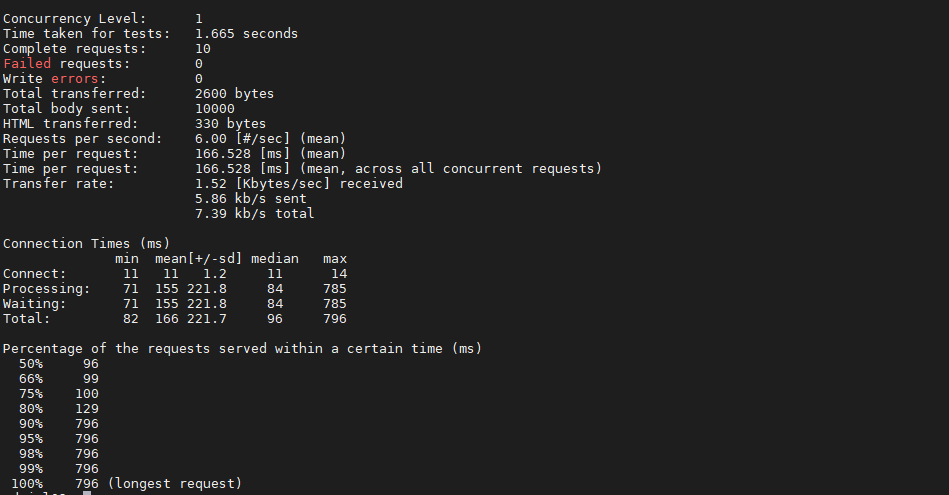 Concurrency Level:      1
Time taken for tests:   1.665 seconds
Complete requests:      10
Failed requests:        0
Write errors:           0
Total transferred:      2600 bytes
Total body sent:        10000
HTML transferred:       330 bytes
Requests per second:    6.00 [#/sec] (mean)
Time per request:       166.528 [ms] (mean)
Time per request:       166.528 [ms] (mean, across all concurrent requests)
Transfer rate:          1.52 [Kbytes/sec] received
                        5.86 kb/s sent
                        7.39 kb/s total

Connection Times (ms)
              min  mean[+/-sd] median   max
Connect:       11   11   1.2     11      14
Processing:    71  155 221.8     84     785
Waiting:       71  155 221.8     84     785
Total:         82  166 221.7     96     796

Percentage of the requests served within a certain time (ms)
  50%     96
  66%     99
  75%    100
  80%    129
  90%    796
  95%    796
  98%    796
  99%    796
 100%    796 (longest request)